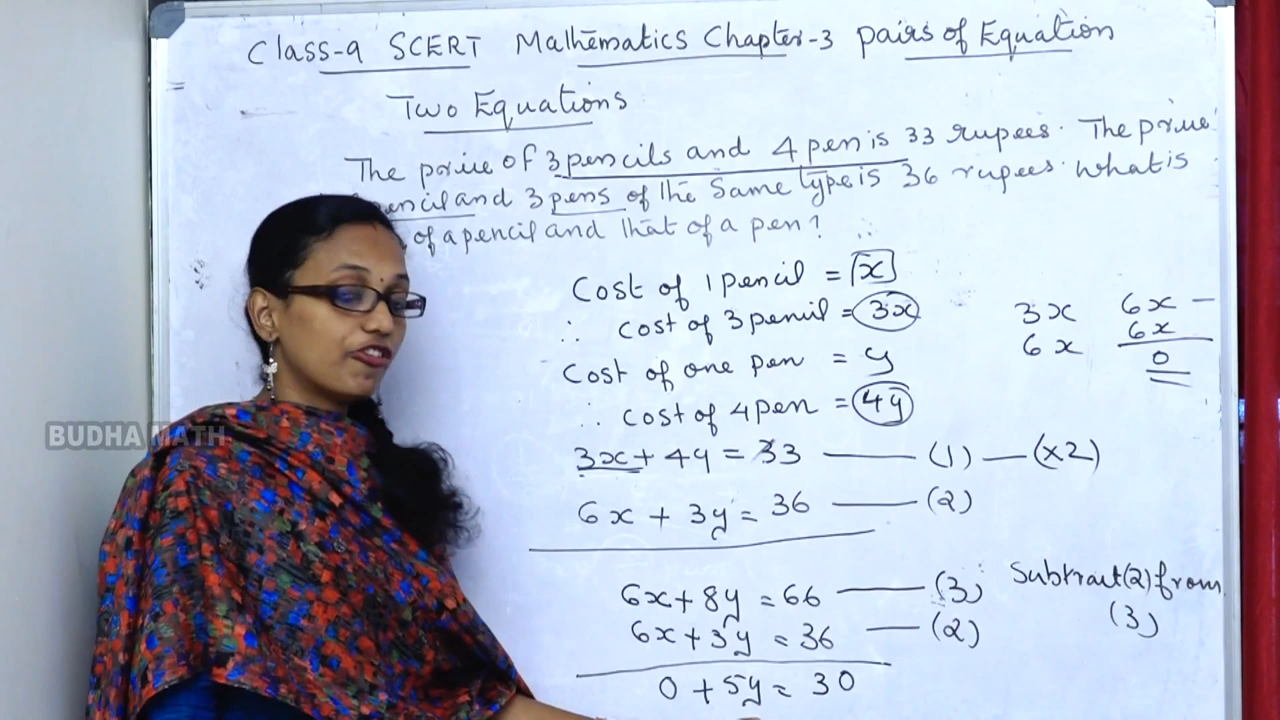 Class-9 SCERT Mathematics Chapter-3 pairs of Equation
Two Equations
The price of 3 pencils and 4 pen is 33 rupees. The price
pencil and 3 pens of the same type is 36 rupees. what is
of a pencil and that of a pen?
Cost of 1 pencil = x
∴ cost of 3 pencil = 3x
Cost of one pen = y
∴ cost of 4 pen = 4y
3x + 4y = 33 —— (1) — (×2)
6x + 3y = 36 —— (2)
6x + 8y = 66 —— (3)
6x + 3y = 36 —— (2)
0 + 5y = 30
3x 6x –
6x 6x
0
Subtract (2) from
(3)
BUDHA MATH